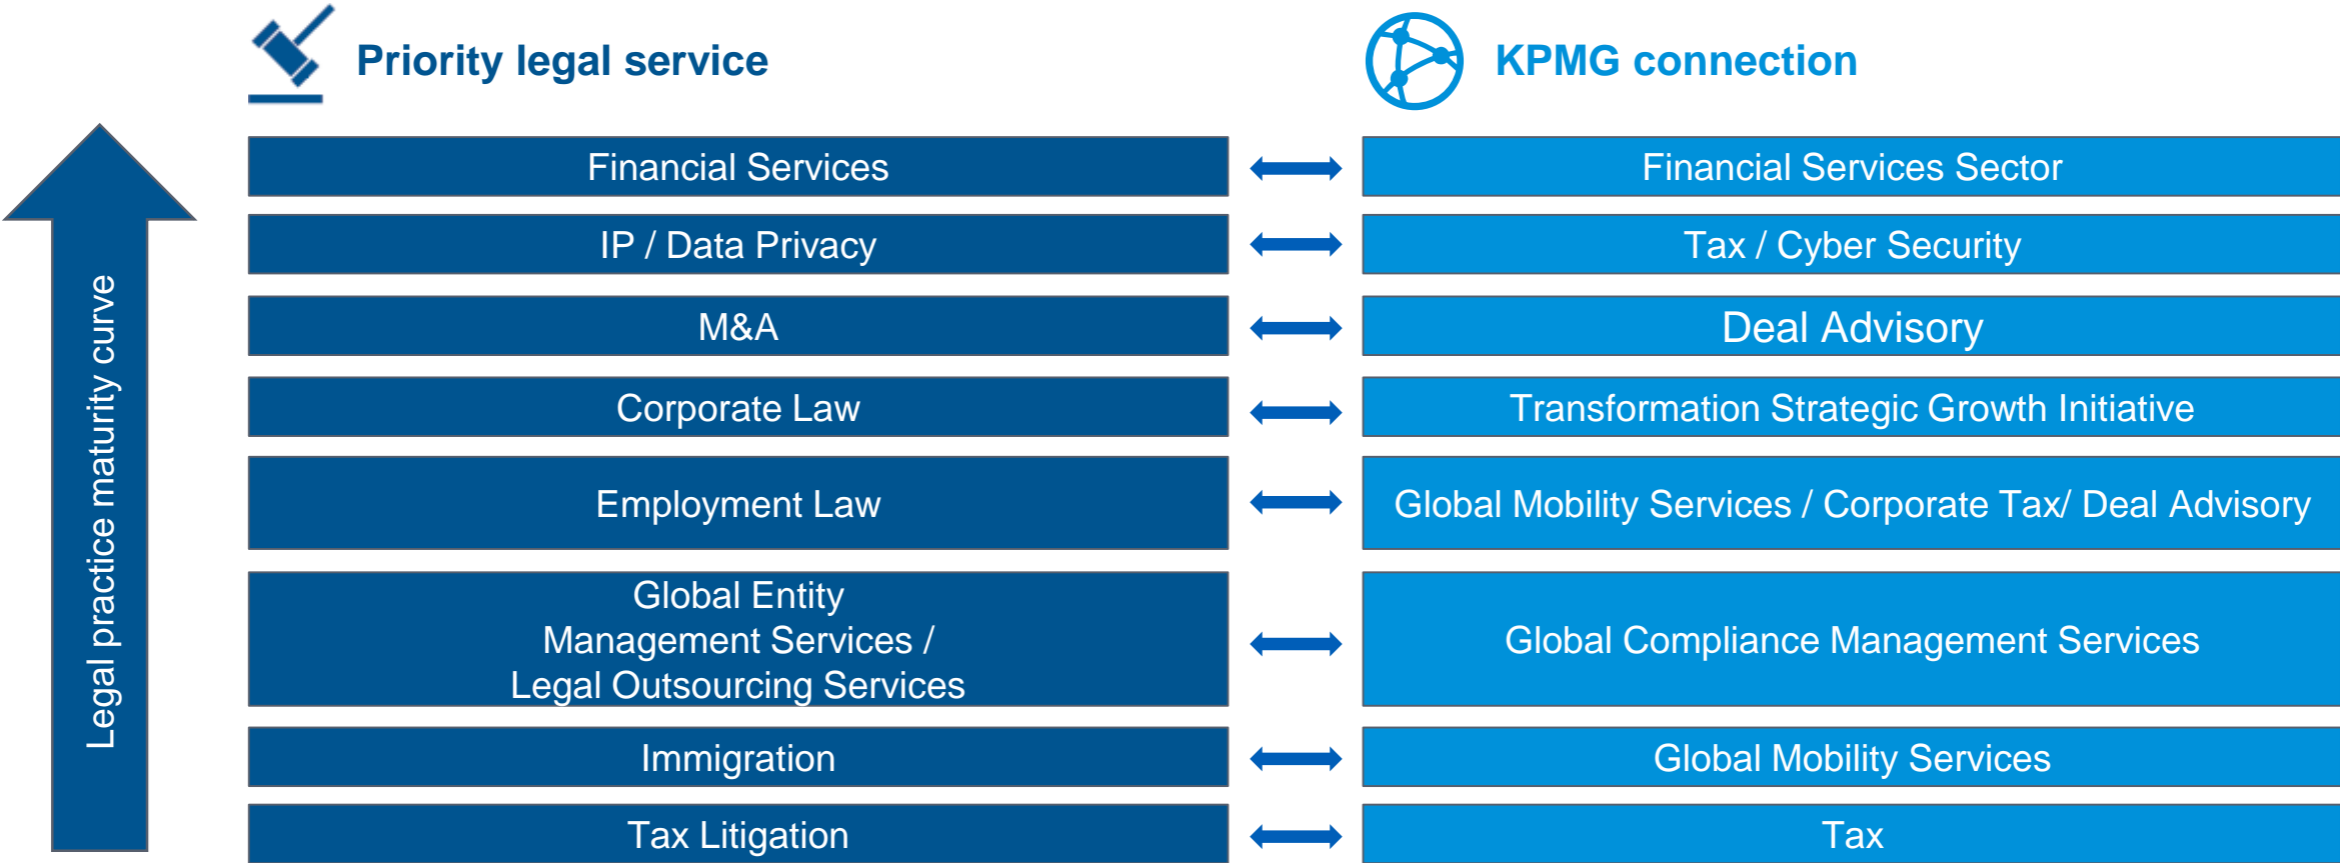 Priority legal service
KPMG connection
Legal practice maturity curve
Financial Services
Financial Services Sector
IP / Data Privacy
Tax / Cyber Security
M&A
Deal Advisory
Corporate Law
Transformation Strategic Growth Initiative
Employment Law
Global Mobility Services / Corporate Tax/ Deal Advisory
Global Entity
Management Services /
Legal Outsourcing Services
Global Compliance Management Services
Immigration
Global Mobility Services
Tax Litigation
Tax